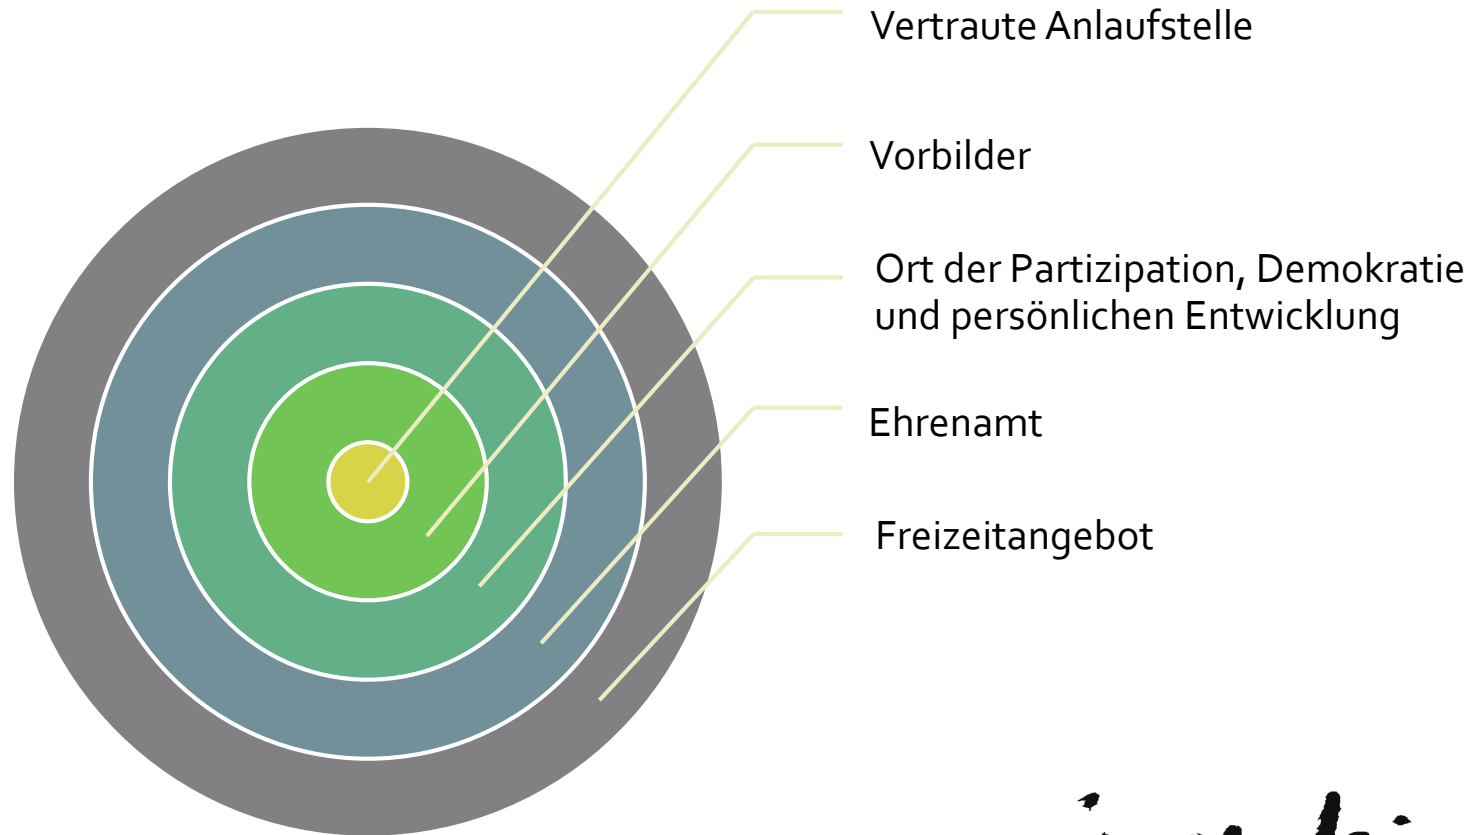 Vertraute Anlaufstelle
Vorbilder
Ort der Partizipation, Demokratie
und persönlichen Entwicklung
Ehrenamt
Freizeitangebot